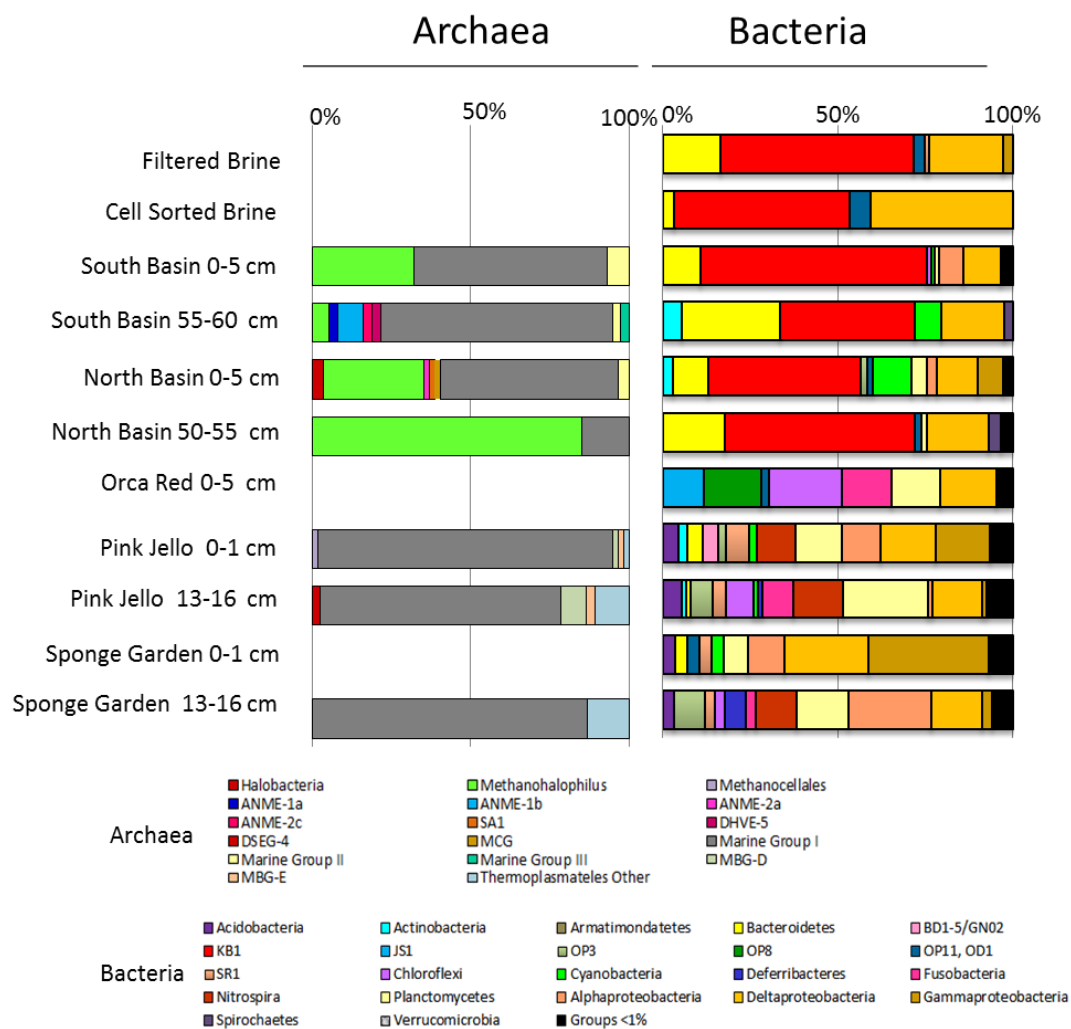 Archaea Bacteria
0% 50% 100% 0% 50% 100%
Filtered Brine
Cell Sorted Brine
South Basin 0-5 cm
South Basin 55-60 cm
North Basin 0-5 cm
North Basin 50-55 cm
Orca Red 0-5 cm
Pink Jello 0-1 cm
Pink Jello 13-16 cm
Sponge Garden 0-1 cm
Sponge Garden 13-16 cm
Archaea
Halobacteria Methanohalophilus Methanocellales
ANME-1a ANME-1b ANME-2a
ANME-2c SA1 DHVE-5
DSEG-4 MCG Marine Group I
Marine Group II Marine Group III MBG-D
MBG-E Thermoplasmateles Other
Bacteria
Acidobacteria Actinobacteria Armatimondatetes Bacteroidetes BD1-5/GN02
KB1 JS1 OP3 OP8 OP11, OD1
SR1 Chloroflexi Cyanobacteria Deferribacteres Fusobacteria
Nitrospira Planctomycetes Alphaproteobacteria Deltaproteobacteria Gammaproteobacteria
Spirochaetes Verrucomicrobia Groups <1%